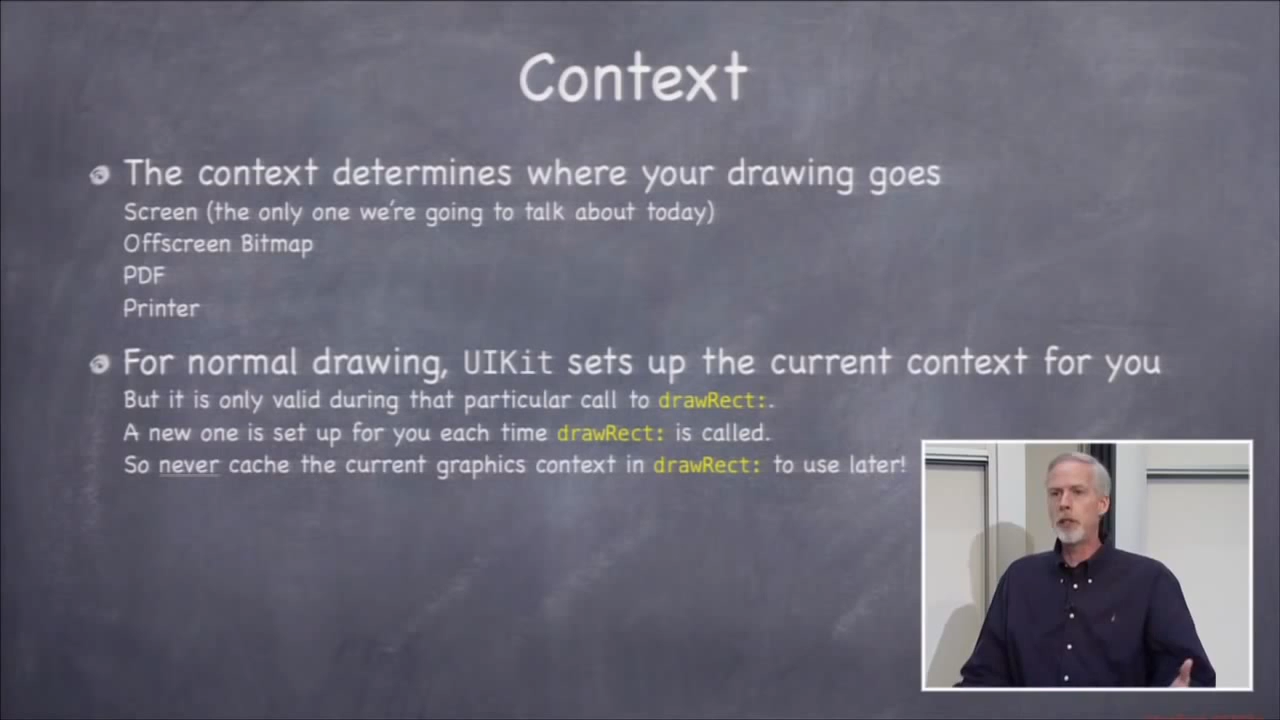 Context
The context determines where your drawing goes
Screen (the only one we're going to talk about today)
Offscreen Bitmap
PDF
Printer
For normal drawing, UIKit sets up the current context for you
But it is only valid during that particular call to drawRect:.
A new one is set up for you each time drawRect: is called.
So never cache the current graphics context in drawRect: to use later!